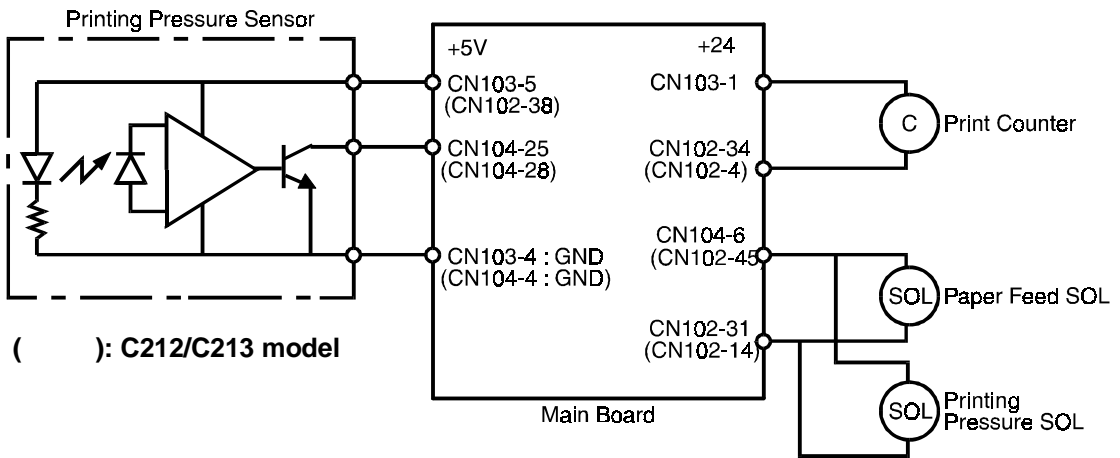 Printing Pressure Sensor
+5V
CN103-5
(CN102-38)
CN104-25
(CN104-28)
CN103-4 : GND
(CN104-4 : GND)
+24
CN103-1
CN102-34
(CN102-4)
CN104-6
(CN102-45)
CN102-31
(CN102-14)
Main Board
C
Print Counter
SOL
Paper Feed SOL
SOL
Printing
Pressure SOL
( ): C212/C213 model